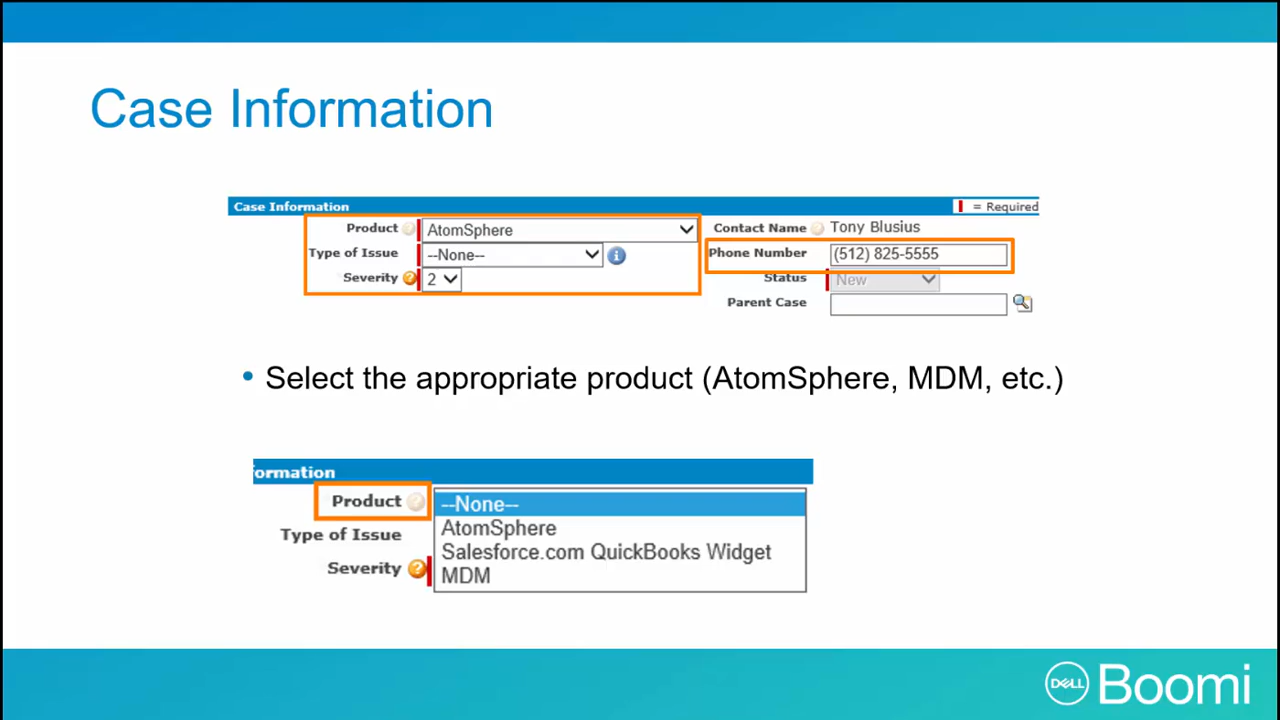 Case Information
Case Information
= Required
Product ? AtomSphere
Contact Name Tony Blusius
Type of Issue --None-- i
Phone Number (512) 825-5555
Severity ? 2
Status New
Parent Case
• Select the appropriate product (AtomSphere, MDM, etc.)
formation
Product ? --None--
AtomSphere
Type of Issue
Salesforce.com QuickBooks Widget
Severity ? MDM
DELL Boomi